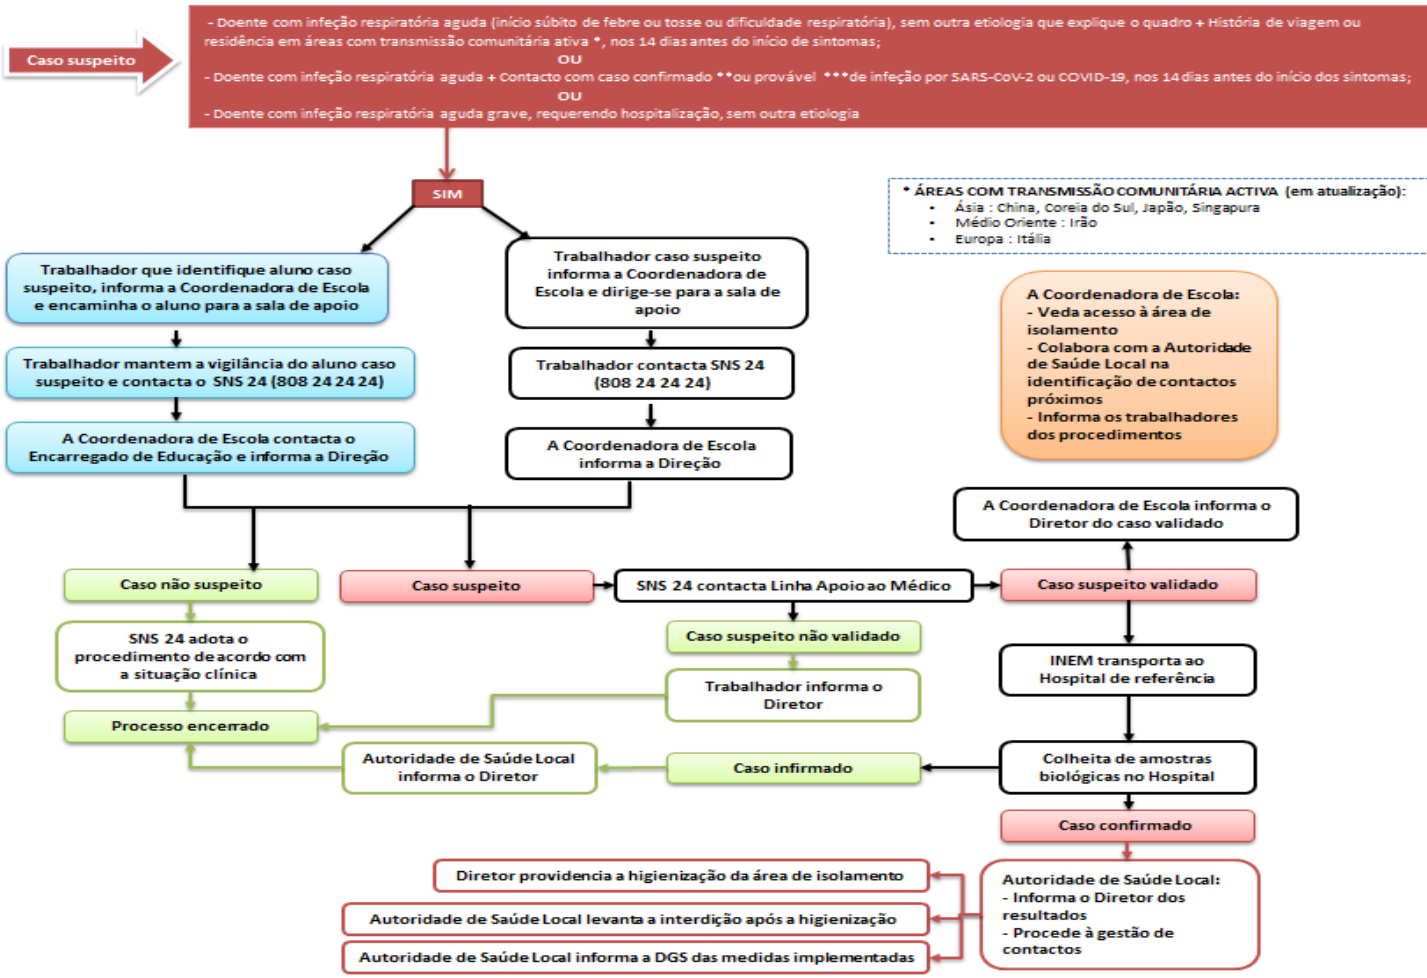 - Doente com infeção respiratória aguda (início súbito de febre ou tosse ou dificuldade respiratória), sem outra etiologia que explique o quadro + História de viagem ou
residência em áreas com transmissão comunitária ativa *, nos 14 dias antes do início de sintomas;
OU
- Doente com infeção respiratória aguda + Contacto com caso confirmado **ou provável ***de infeção por SARS-CoV-2 ou COVID-19, nos 14 dias antes do início dos sintomas;
OU
- Doente com infeção respiratória aguda grave, requerendo hospitalização, sem outra etiologia
Caso suspeito
SIM
* ÁREAS COM TRANSMISSÃO COMUNITÁRIA ACTIVA (em atualização):
• Ásia : China, Coreia do Sul, Japão, Singapura
• Médio Oriente : Irão
• Europa : Itália
Trabalhador que identifique aluno caso
suspeito, informa a Coordenadora de Escola
e encaminha o aluno para a sala de apoio
Trabalhador caso suspeito
informa a Coordenadora de
Escola e dirige-se para a sala de
apoio
A Coordenadora de Escola:
- Veda acesso à área de
isolamento
- Colabora com a Autoridade
de Saúde Local na
identificação de contactos
próximos
- Informa os trabalhadores
dos procedimentos
Trabalhador mantem a vigilância do aluno caso
suspeito e contacta o SNS 24 (808 24 24 24)
Trabalhador contacta SNS 24
(808 24 24 24)
A Coordenadora de Escola contacta o
Encarregado de Educação e informa a Direção
A Coordenadora de Escola
informa a Direção
A Coordenadora de Escola informa o
Diretor do caso validado
Caso não suspeito
Caso suspeito
SNS 24 contacta Linha Apoio ao Médico
Caso suspeito validado
SNS 24 adota o
procedimento de acordo com
a situação clínica
Caso suspeito não validado
INEM transporta ao
Hospital de referência
Trabalhador informa o
Diretor
Processo encerrado
Autoridade de Saúde Local
informa o Diretor
Caso infirmado
Colheita de amostras
biológicas no Hospital
Caso confirmado
Diretor providencia a higienização da área de isolamento
Autoridade de Saúde Local levanta a interdição após a higienização
Autoridade de Saúde Local informa a DGS das medidas implementadas
Autoridade de Saúde Local:
- Informa o Diretor dos
resultados
- Procede à gestão de
contactos